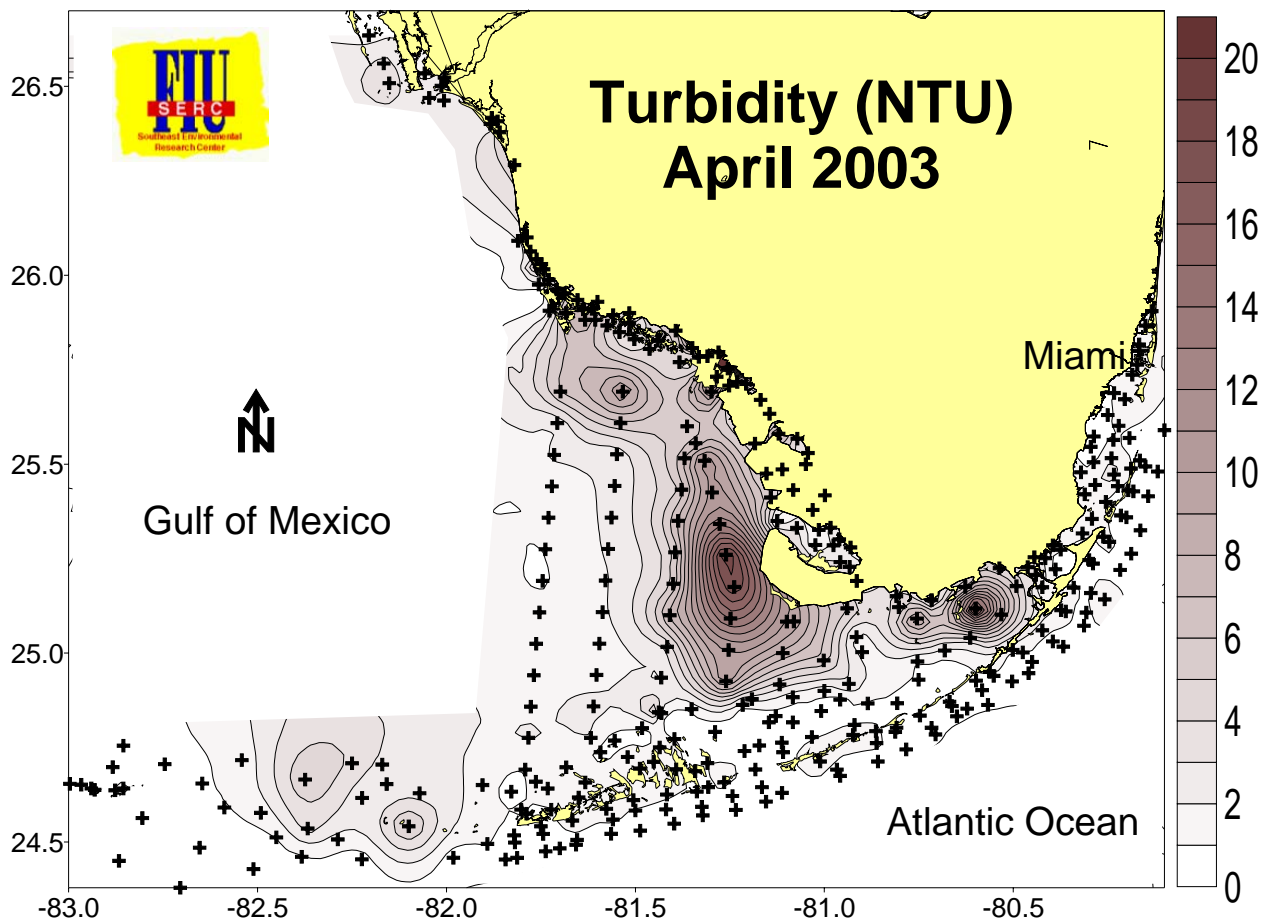 FIU
SERC
Southeast Environmental
Research Center
Turbidity (NTU)
April 2003
Miami
Gulf of Mexico
Atlantic Ocean
N
26.5
26.0
25.5
25.0
24.5
-83.0
-82.5
-82.0
-81.5
-81.0
-80.5
20
18
16
14
12
10
8
6
4
2
0